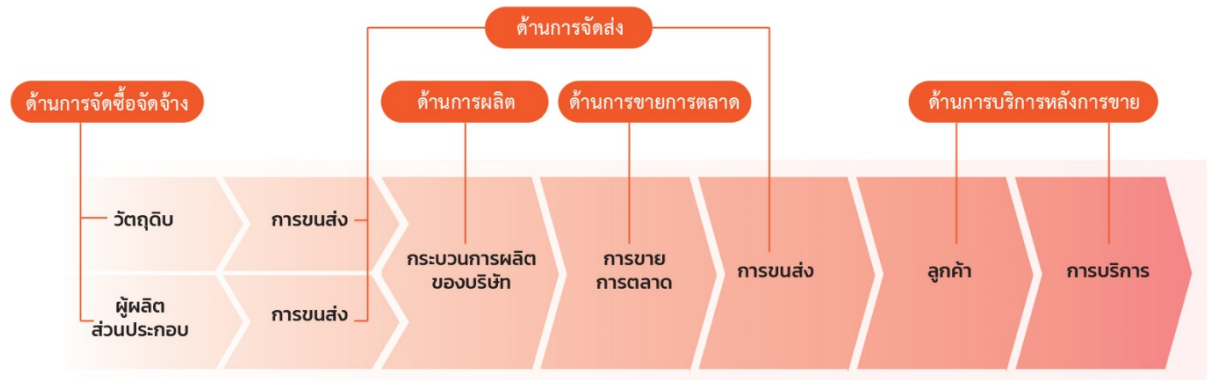 ด้านการจัดส่ง
ด้านการจัดซื้อจัดจ้าง
ด้านการผลิต
ด้านการขายการตลาด
ด้านการบริการหลังการขาย
วัตถุดิบ
การขนส่ง
ผู้ผลิต
ส่วนประกอบ
การขนส่ง
กระบวนการผลิต
ของบริษัท
การขาย
การตลาด
การขนส่ง
ลูกค้า
การบริการ